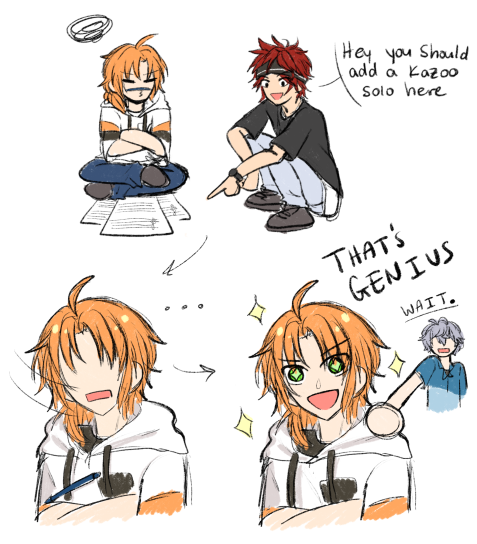 Hey you should
add a Kazoo
solo here
. . .
THAT'S
GENIUS
WAIT.